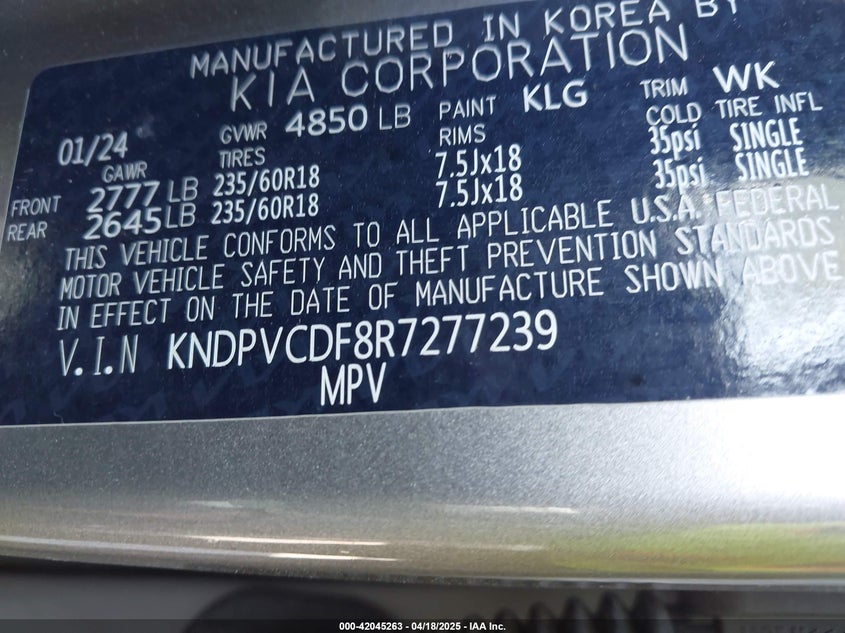 MANUFACTURED IN KOREA BY
KIA CORPORATION
01/24 GVWR 4850 LB PAINT KLG TRIM WK
GAWR TIRES RIMS COLD TIRE INFL
FRONT 2777 LB 235/60R18 7.5Jx18 35psi SINGLE
REAR 2645 LB 235/60R18 7.5Jx18 35psi SINGLE
THIS VEHICLE CONFORMS TO ALL APPLICABLE U.S.A. FEDERAL
MOTOR VEHICLE SAFETY AND THEFT PREVENTION STANDARDS
IN EFFECT ON THE DATE OF MANUFACTURE SHOWN ABOVE
V.I.N KNDPVCDF8R7277239
MPV
000-42045263 - 04/18/2025 - IAA Inc.